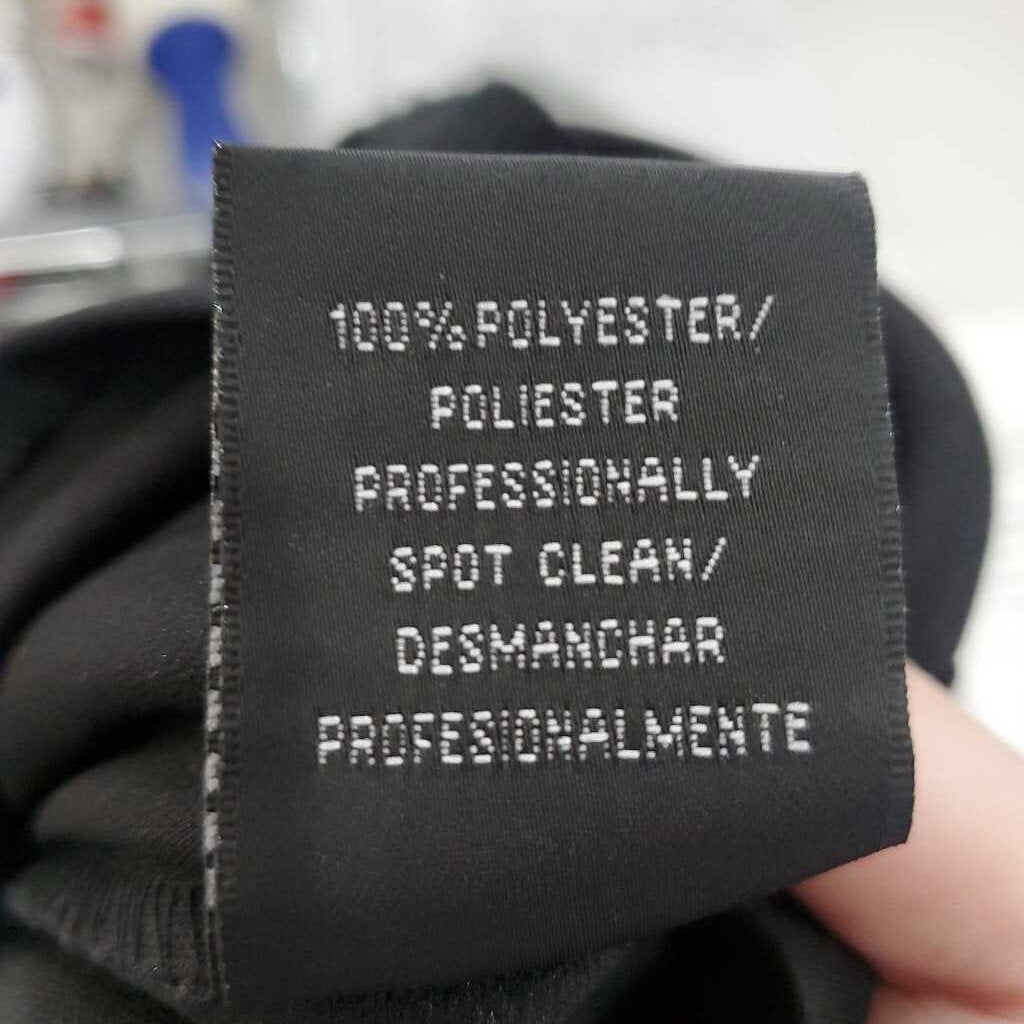 100% POLYESTER/
POLIESTER
PROFESSIONALLY
SPOT CLEAN/
DESMANCHAR
PROFESIONALMENTE